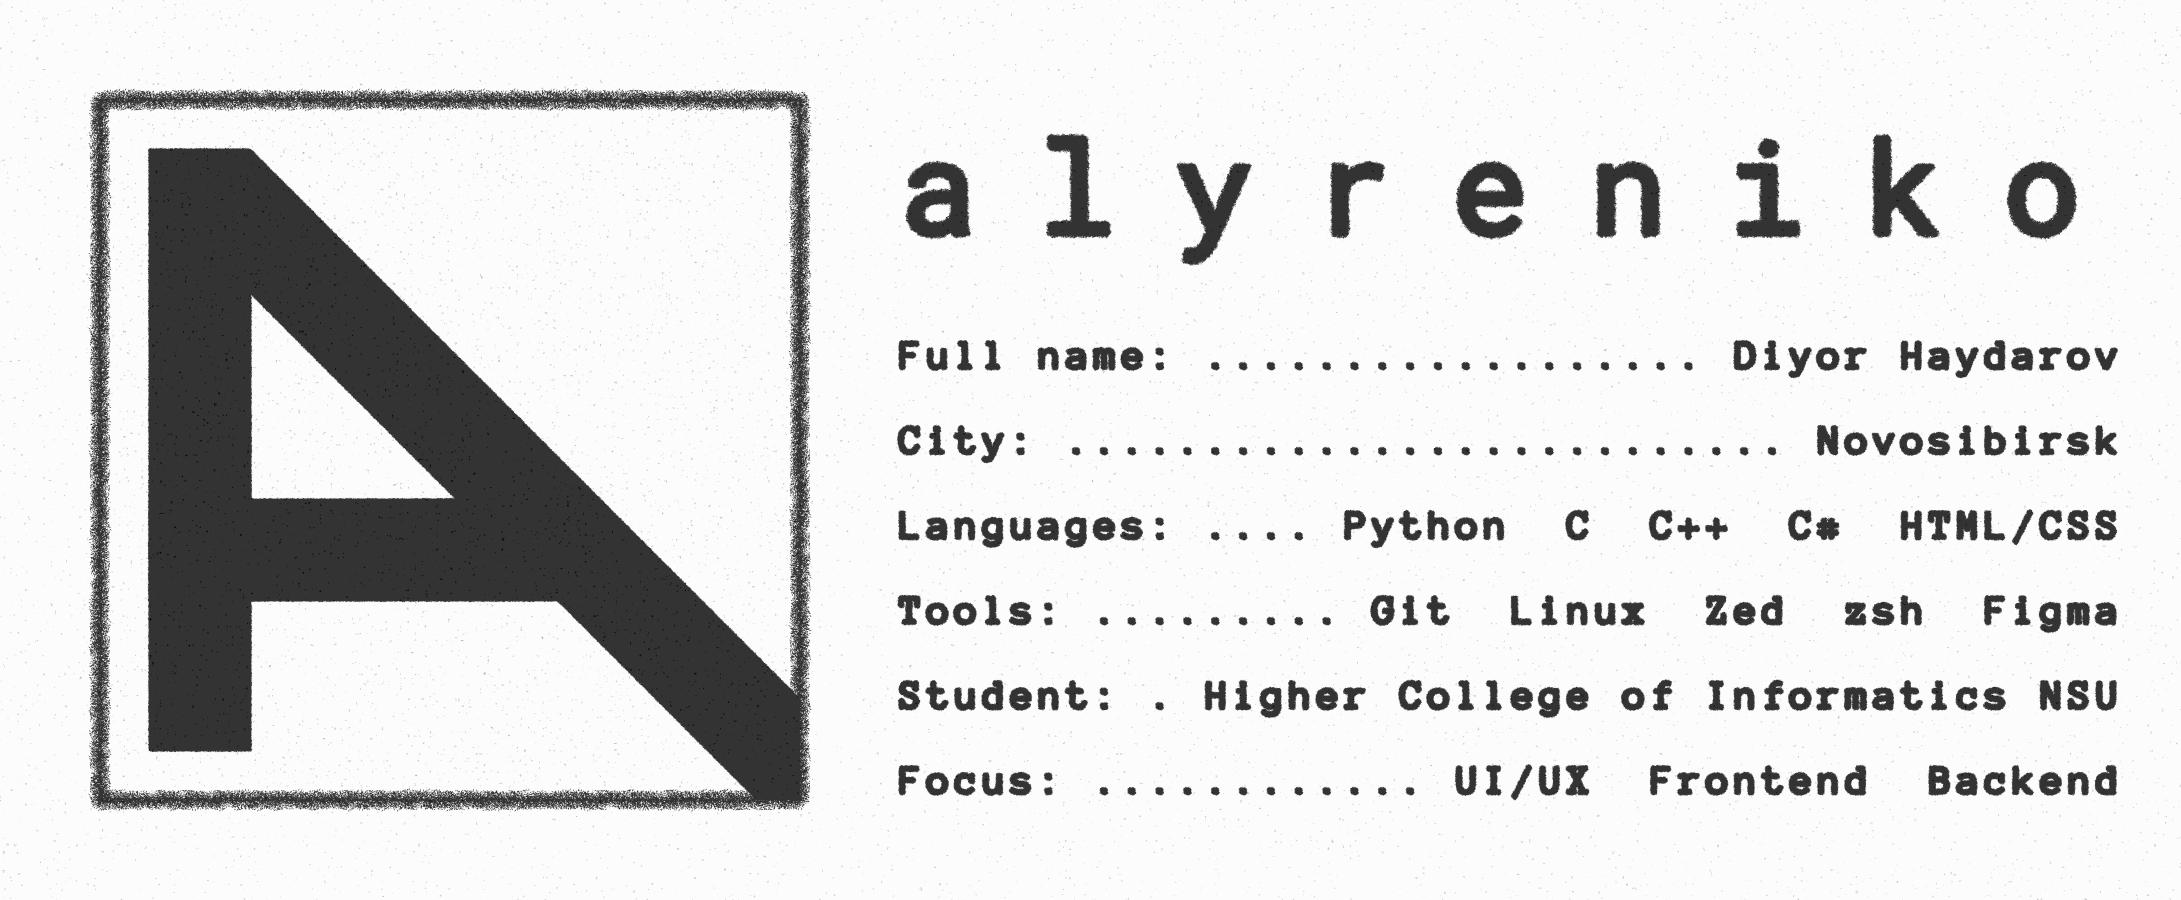 A
alyreniko
Full name: .................. Diyor Haydarov
City: .......................... Novosibirsk
Languages: .... Python  C  C++  C#  HTML/CSS
Tools: ......... Git  Linux  Zed  zsh  Figma
Student: . Higher College of Informatics NSU
Focus: ............ UI/UX  Frontend  Backend